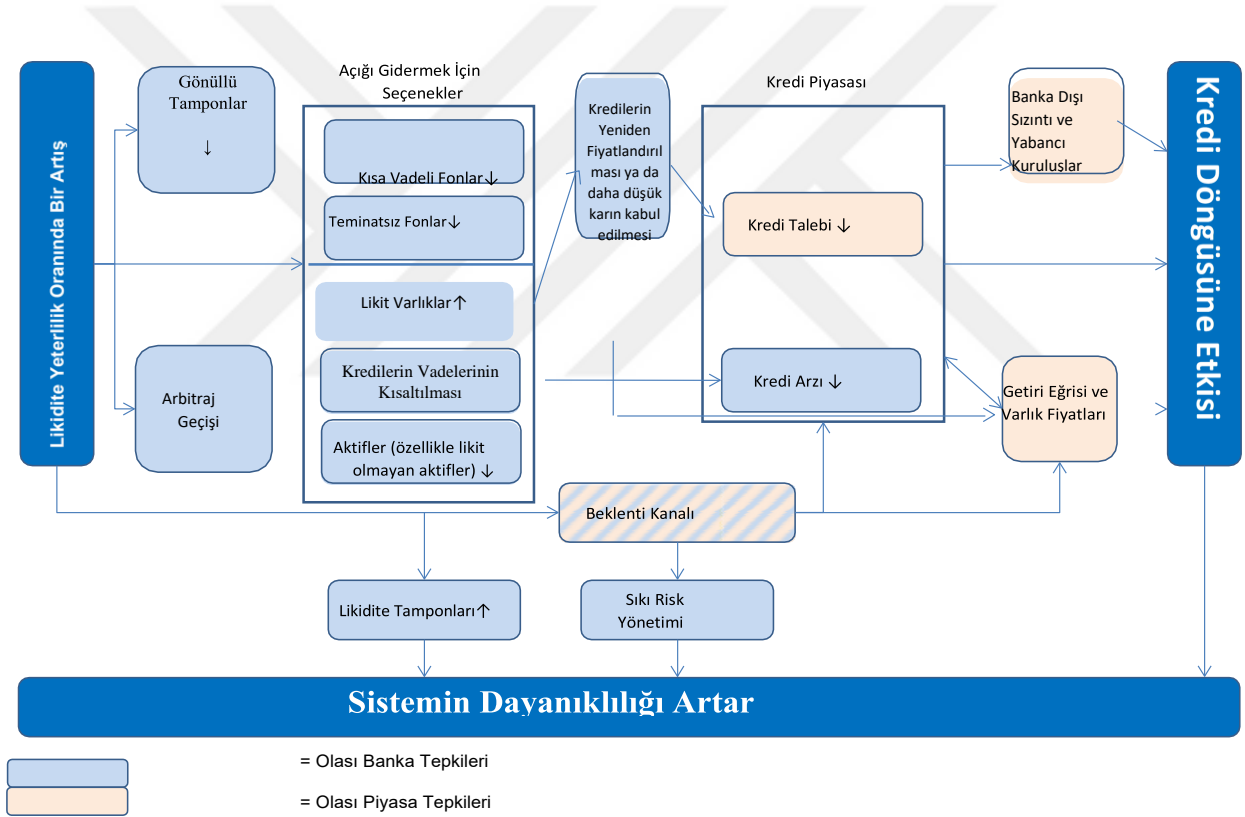 Likidite Yeterlilik Oranında Bir Artış
Gönüllü
Tamponlar
↓
Arbitraj
Geçişi
Açığı Gidermek İçin
Seçenekler
Kısa Vadeli Fonlar↓
Teminatsız Fonlar↓
Likit Varlıklar↑
Kredilerin Vadelerinin
Kısaltılması
Aktifler (özellikle likit
olmayan aktifler) ↓
Kredilerin
Yeniden
Fiyatlandırıl
ması ya da
daha düşük
karın kabul
edilmesi
Kredi Piyasası
Kredi Talebi ↓
Kredi Arzı ↓
Banka Dışı
Sızıntı ve
Yabancı
Kuruluşlar
Getiri Eğrisi ve
Varlık Fiyatları
Kredi Döngüsüne Etkisi
Beklenti Kanalı
Likidite Tamponları↑
Sıkı Risk
Yönetimi
Sistemin Dayanıklılığı Artar
= Olası Banka Tepkileri
= Olası Piyasa Tepkileri